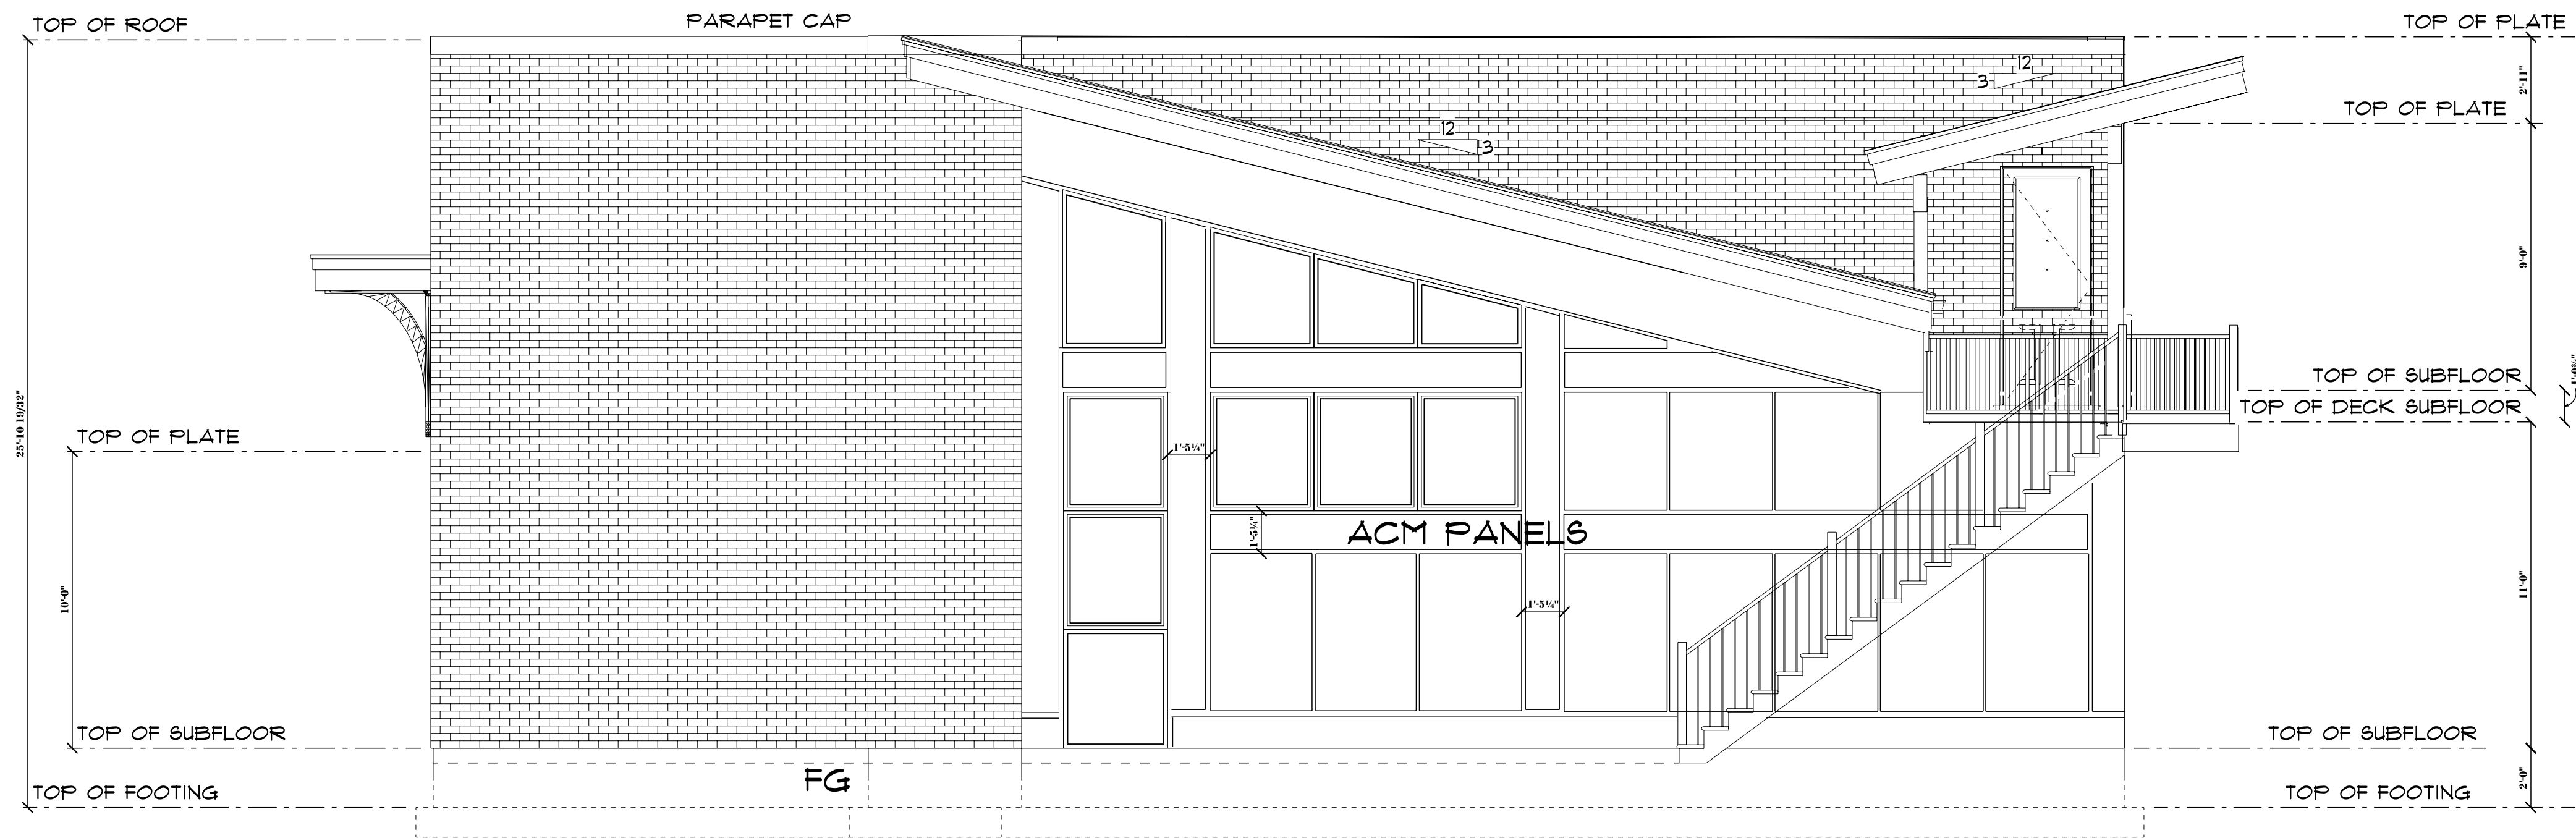 TOP OF ROOF
PARAPET CAP
TOP OF PLATE
12
3
2'-11"
TOP OF PLATE
12
3
9'-0"
25'-10 19/32"
TOP OF SUBFLOOR
1'-0¾"
TOP OF DECK SUBFLOOR
TOP OF PLATE
1'-5¼"
1'-5¼"
ACM PANELS
10'-0"
1'-5¼"
11'-0"
TOP OF SUBFLOOR
TOP OF SUBFLOOR
FG
2'-0"
TOP OF FOOTING
TOP OF FOOTING